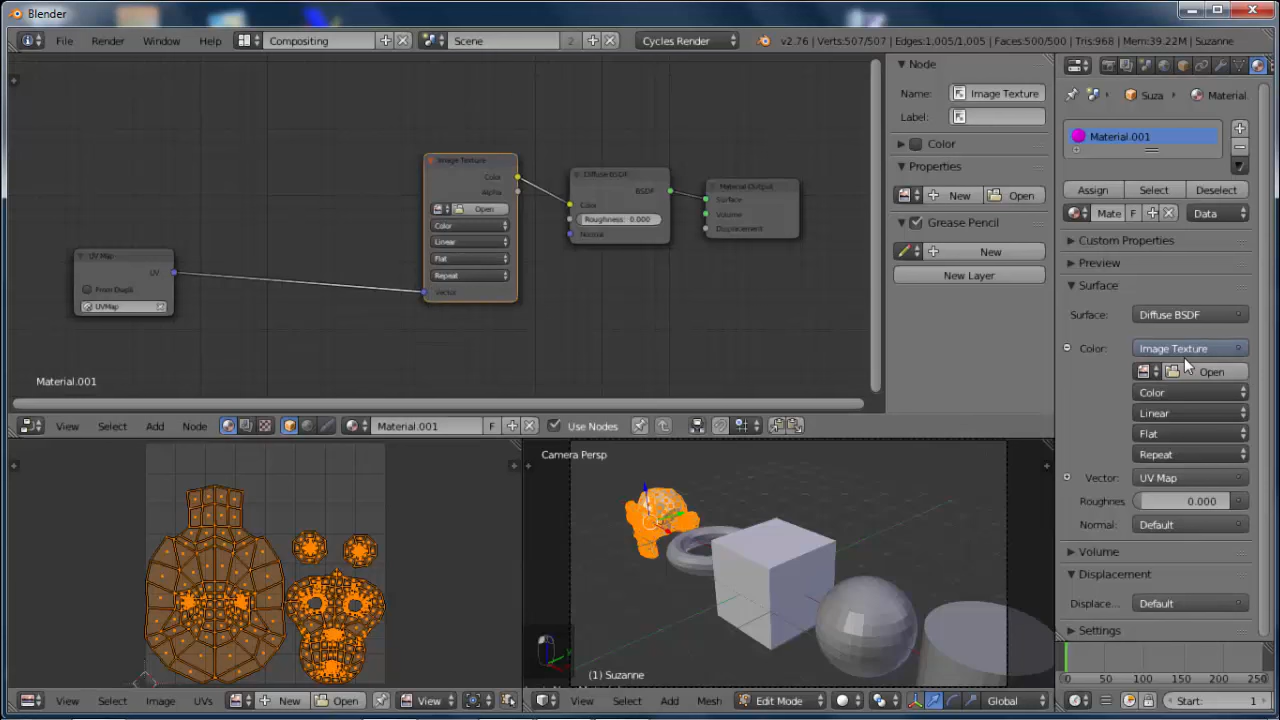 Blender
File Render Window Help Compositing Scene 2 Cycles Render v2.76 | Verts:507/507 | Edges:1,005/1,005 | Faces:500/500 | Tris:968 | Mem:39.22M | Suzanne
Node
Name: Image Texture
Label:
Color
Properties
New Open
Grease Pencil
New
New Layer
Image Texture
Color
Alpha
Open
Color
Linear
Flat
Repeat
Vector
Diffuse BSDF
BSDF
Color
Roughness: 0.000
Normal
Material Output
Surface
Volume
Displacement
UV Map
UV
From Dupli
UVMap
Material.001
View Select Add Node Material.001 F Use Nodes
Suza Material.
Material.001
Assign Select Deselect
Mate F Data
Custom Properties
Preview
Surface
Surface: Diffuse BSDF
Color: Image Texture
Open
Color
Linear
Flat
Repeat
Vector: UV Map
Roughnes 0.000
Normal: Default
Volume
Displacement
Displace... Default
Settings
Camera Persp
(1) Suzanne
View Select Image UVs New Open View
View Select Add Mesh Edit Mode Global
0 50 100 150 200 250
Start: 1